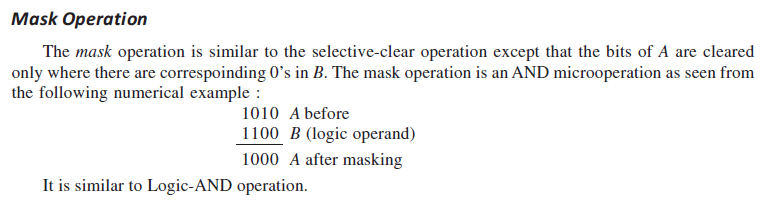 Mask Operation
The mask operation is similar to the selective-clear operation except that the bits of A are cleared
only where there are correspoinding 0's in B. The mask operation is an AND microoperation as seen from
the following numerical example :
1010 A before
1100 B (logic operand)
1000 A after masking
It is similar to Logic-AND operation.